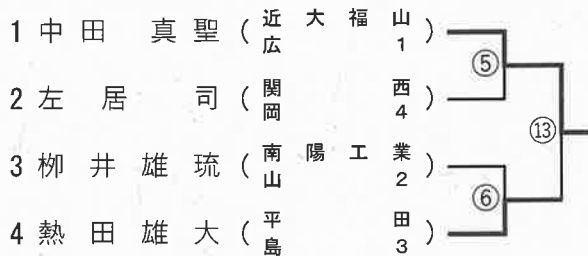 1 中田 真聖 (近大福山 広1)
⑤
2 左居 司 (関西 岡4)
⑬
3 栁井雄琉 (南陽工業 山2)
⑥
4 熱田雄大 (平田 島3)